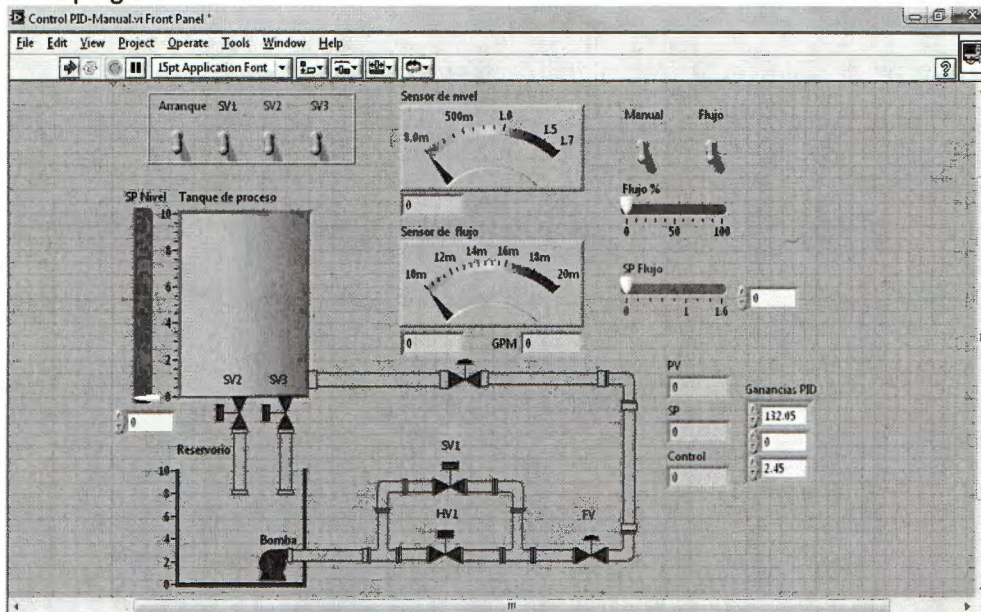 Control PID-Manual.vi Front Panel *
File Edit View Project Operate Tools Window Help
15pt Application Font
Arranque SV1 SV2 SV3
Sensor de nivel
0.0m 500m 1.0 1.5 1.7
0
Manual Flujo
Flujo %
0 50 100
SP Nivel Tanque de proceso
10-
8-
6-
4-
2-
0-
0
Sensor de flujo
10m 12m 14m 16m 18m 20m
0 GPM 0
SP Flujo
0 1 1.6
0
SV2 SV3
PV
0
SP
0
Control
0
Ganancias PID
132.05
0
2.45
Reservorio
10-
8-
6-
4-
2-
0-
SV1
HV1
FV
Bomba